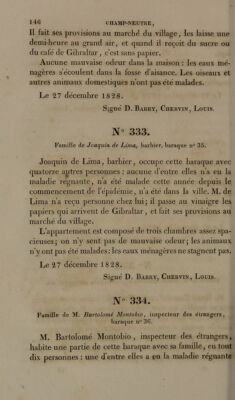 146 CHAMP-NEUTRE,
Il fait ses provisions au marché du village, les laisse une
demi-heure au grand air, et quand il reçoit du sucre ou
du café de Gibraltar, c'est sans papier.
Aucune mauvaise odeur dans la maison : les eaux mé-
nagères s'écoulent dans la fosse d'aisance. Les oiseaux et
autres animaux domestiques n'ont pas été malades.
Le 27 décembre 1828.
Signé D. Barry, Chervin, Louis.
N° 333.
Famille de Joaquin de Lima, barbier, baraque n° 35.
Joaquin de Lima, barbier, occupe cette baraque avec
quatorze autres personnes : aucune d'entre elles n'a eu la
maladie régnante, n'a été malade cette année depuis le
commencement de l'épidémie, n'a été dans la ville. M. de
Lima n'a reçu personne chez lui; il passe au vinaigre les
papiers qui arrivent de Gibraltar, et fait ses provisions au
marché du village.
L'appartement est composé de trois chambres assez spa-
cieuses; on n'y sent pas de mauvaise odeur; les animaux
n'y ont pas été malades: les eaux ménagères ne stagnent pas.
Le 27 décembre 1828.
Signé D. Barry, Chervin, Louis.
N° 334.
Famille de M. Bartolomé Montobio, inspecteur des étrangers,
baraque n° 36.
M. Bartolomé Montobio, inspecteur des étrangers,
habite une partie de cette baraque avec sa famille, en tout
dix personnes : une d'entre elles a eu la maladie régnante